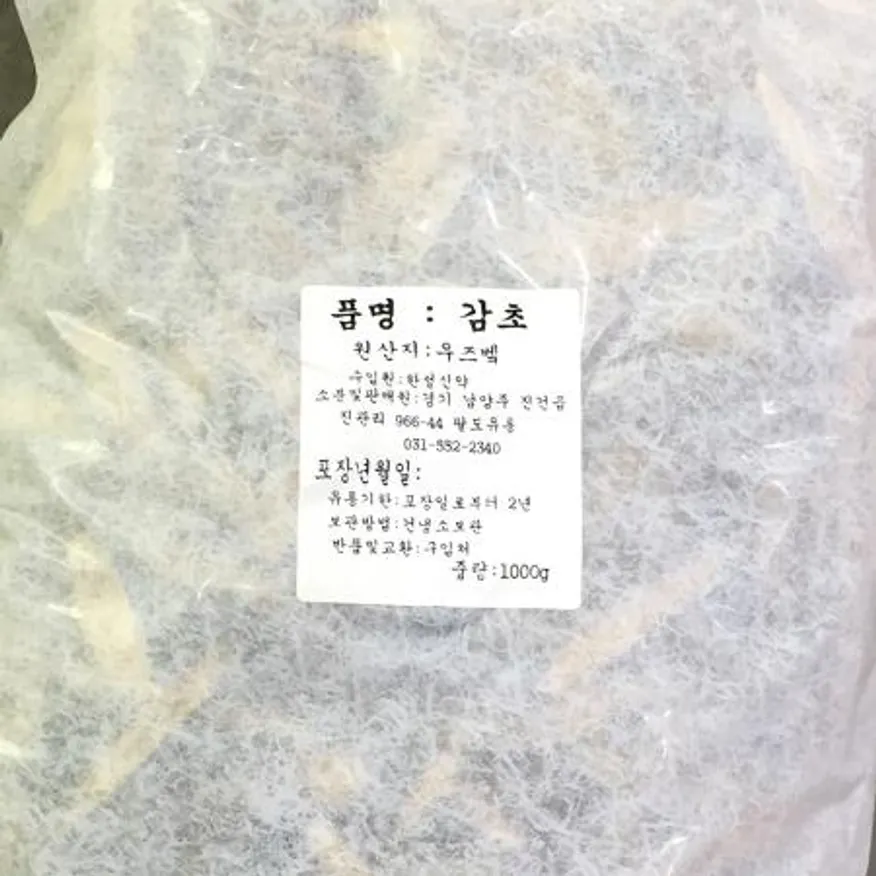 품명 : 감초
원산지:우즈벡
수입원:한성신약
소분및판매원:경기 남양주 진건읍
진관리 966-44 팔도유통
031-552-2340
포장년월일:
유통기한:포장일로부터 2년
보관방법:건냉소보관
반품및교환:구입처
중량:1000g